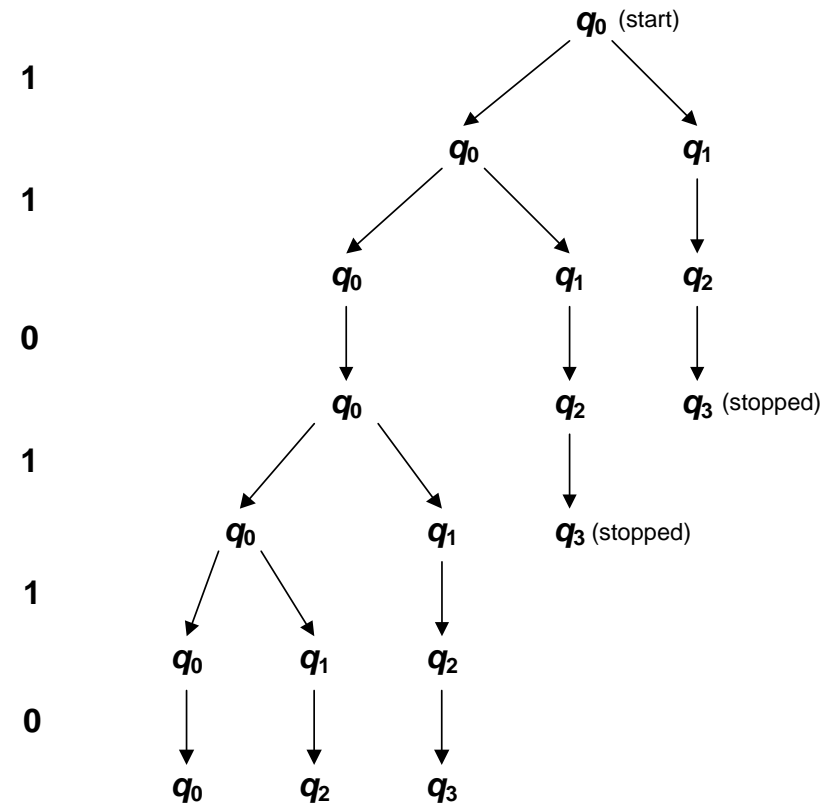 q0 (start)
1
q0 q1
1
q0 q1 q2
0
q0 q2 q3 (stopped)
1
q0 q1 q3 (stopped)
1
q0 q1 q2
0
q0 q2 q3